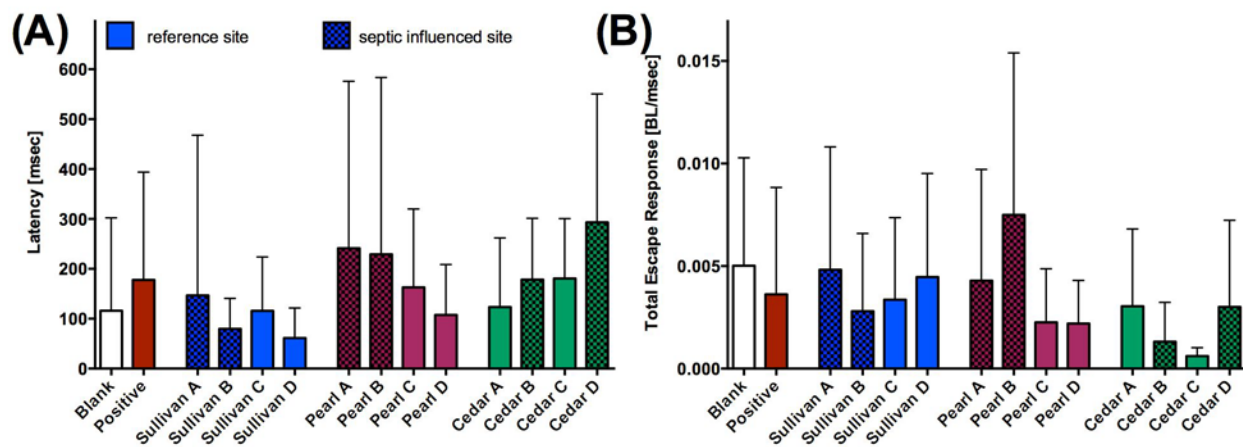 (A)
reference site
septic influenced site
Latency [msec]
600
500
400
300
200
100
0
Blank
Positive
Sullivan A
Sullivan B
Sullivan C
Sullivan D
Pearl A
Pearl B
Pearl C
Pearl D
Cedar A
Cedar B
Cedar C
Cedar D
(B)
Total Escape Response [BL/msec]
0.015
0.010
0.005
0.000
Blank
Positive
Sullivan A
Sullivan B
Sullivan C
Sullivan D
Pearl A
Pearl B
Pearl C
Pearl D
Cedar A
Cedar B
Cedar C
Cedar D